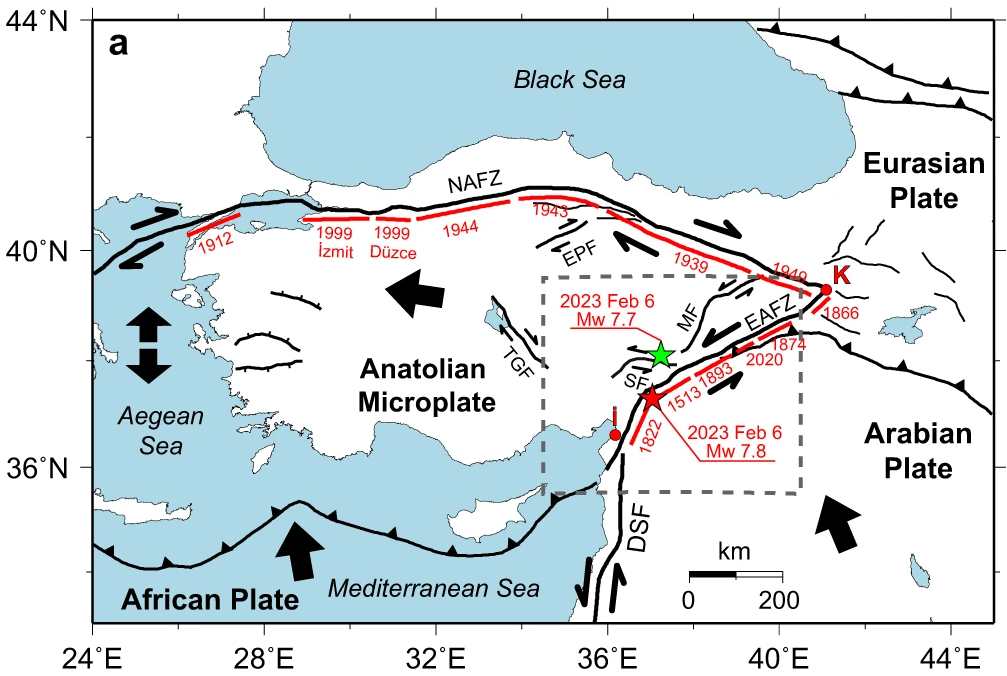 44°N
a
Black Sea
Eurasian
Plate
NAFZ
1943
40°N
1912
1999
İzmit
1999
Düzce
1944
EPF
1939
1949
K
2023 Feb 6
Mw 7.7
MF
EAFZ
1866
TGF
1874
2020
Anatolian
Microplate
SF
1893
1513
Aegean
Sea
I
1822
2023 Feb 6
Mw 7.8
Arabian
Plate
36°N
DSF
km
0
200
Mediterranean Sea
African Plate
24°E
28°E
32°E
36°E
40°E
44°E